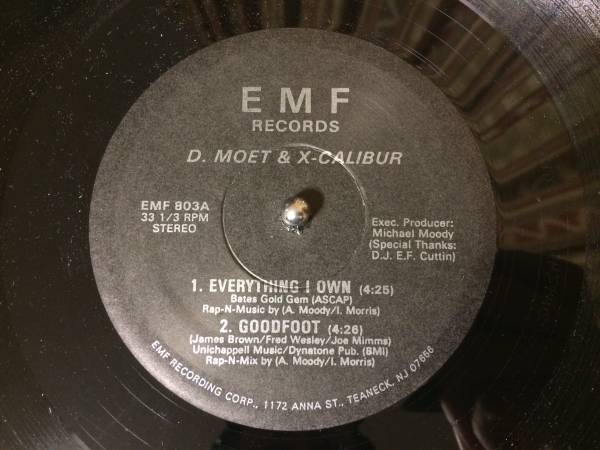 E M F
RECORDS
D. MOET & X-CALIBUR
EMF 803A
33 1/3 RPM
STEREO
Exec. Producer:
Michael Moody
(Special Thanks:
D.J. E.F. Cuttin)
1. EVERYTHING I OWN (4:25)
Bates Gold Gem (ASCAP)
Rap-N-Music by (A. Moody/I. Morris)
2. GOODFOOT (4:26)
(James Brown/Fred Wesley/Joe Mimms)
Unichappell Music/Dynatone Pub. (BMI)
Rap-N-Mix by (A. Moody/I. Morris)
EMF RECORDING CORP., 1172 ANNA ST., TEANECK, NJ 07666